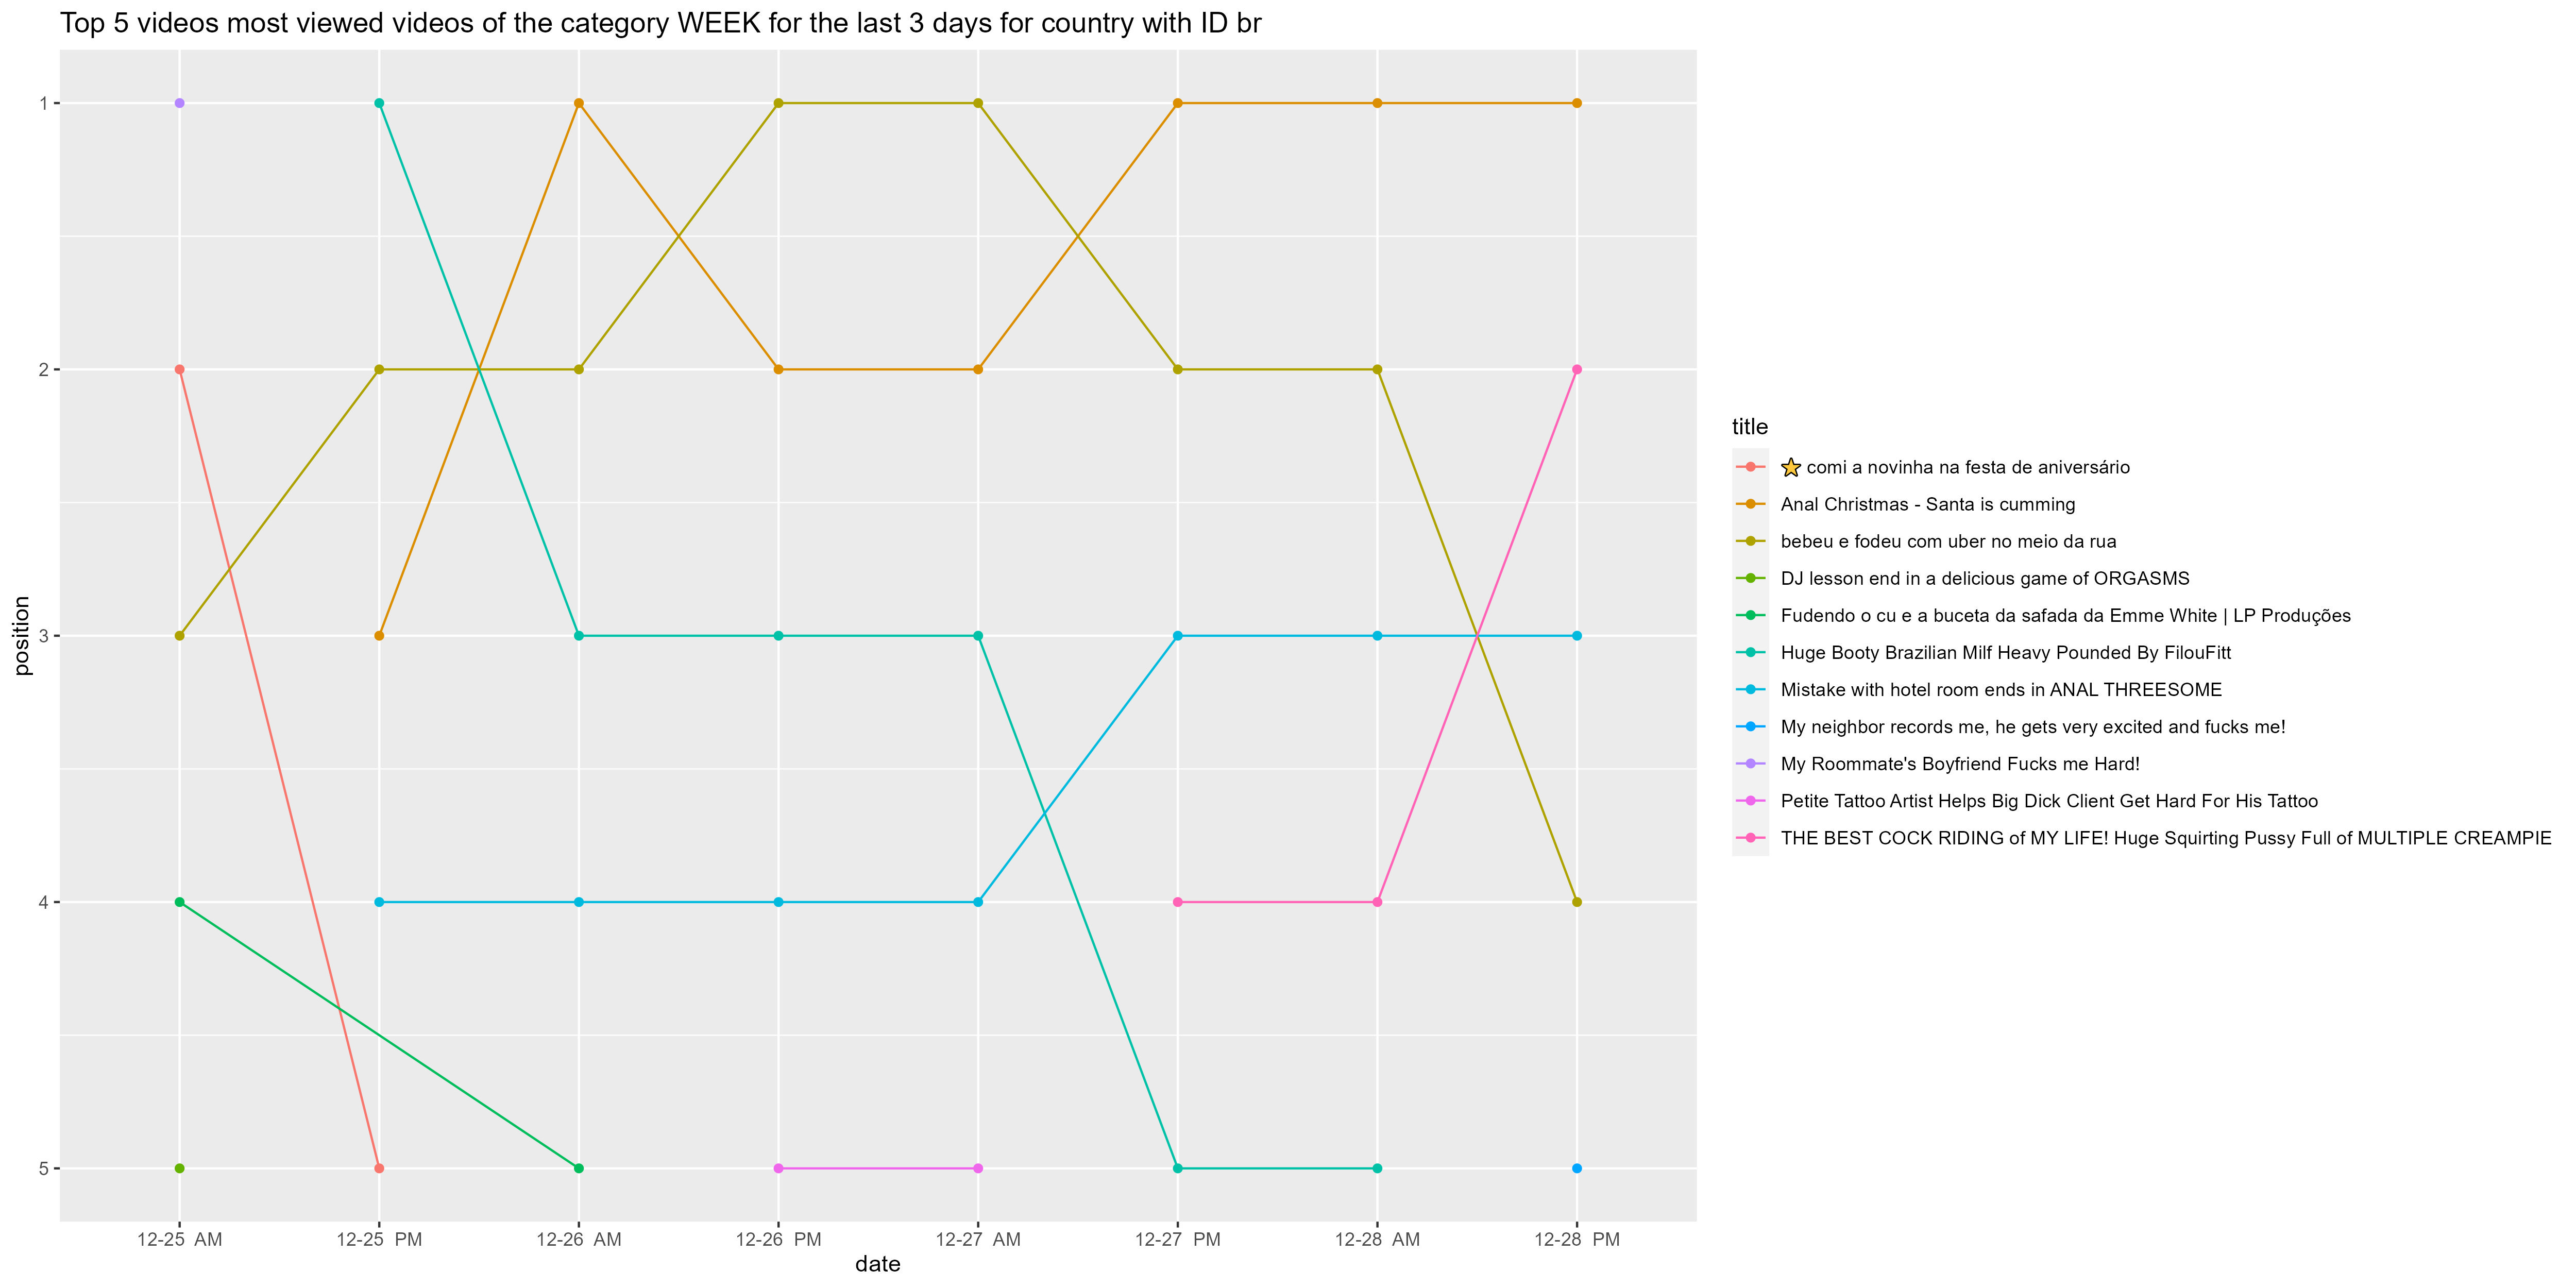 Top 5 videos most viewed videos of the category WEEK for the last 3 days for country with ID br
position
1
2
3
4
5
12-25 AM
12-25 PM
12-26 AM
12-26 PM
12-27 AM
12-27 PM
12-28 AM
12-28 PM
date
title
⭐ comi a novinha na festa de aniversário
Anal Christmas - Santa is cumming
bebeu e fodeu com uber no meio da rua
DJ lesson end in a delicious game of ORGASMS
Fudendo o cu e a buceta da safada da Emme White | LP Produções
Huge Booty Brazilian Milf Heavy Pounded By FilouFitt
Mistake with hotel room ends in ANAL THREESOME
My neighbor records me, he gets very excited and fucks me!
My Roommate's Boyfriend Fucks me Hard!
Petite Tattoo Artist Helps Big Dick Client Get Hard For His Tattoo
THE BEST COCK RIDING of MY LIFE! Huge Squirting Pussy Full of MULTIPLE CREAMPIE